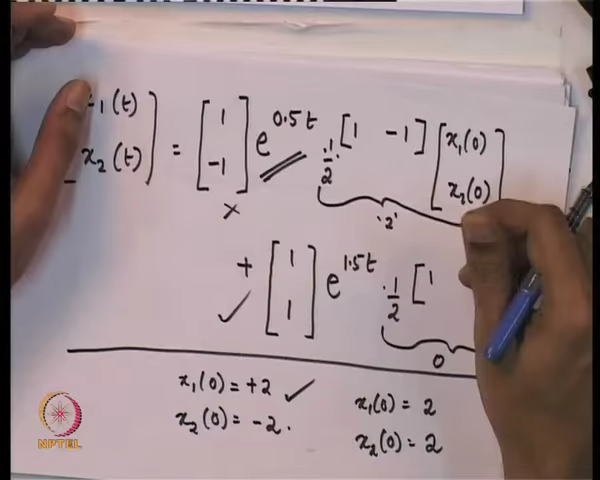 x1(t) = [1 -1] e^0.5t 1/2 [1 -1] [x1(0) x2(0)]
x2(t)
'2'
+ [1 1] e^1.5t 1/2 [1
0
x1(0) = +2 ✓ x1(0) = 2
x2(0) = -2. x2(0) = 2
NPTEL